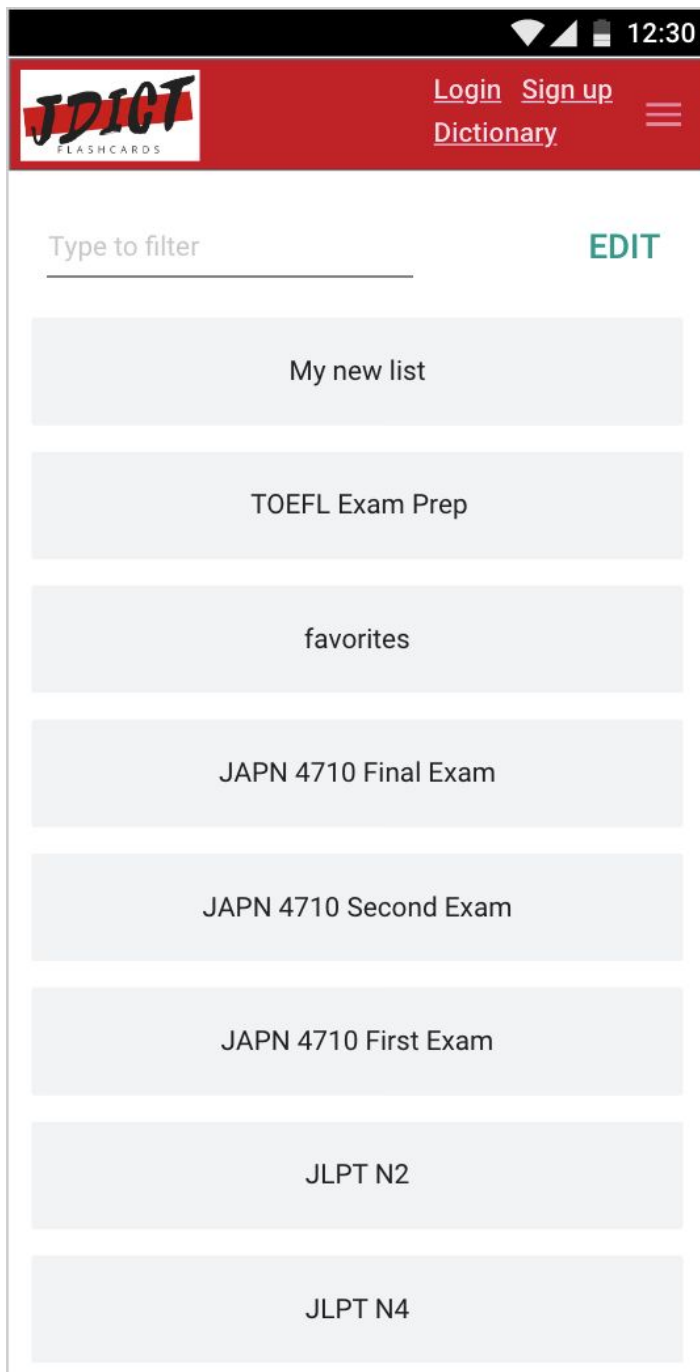 12:30
JDICT
FLASHCARDS
Login Sign up
Dictionary
Type to filter
EDIT
My new list
TOEFL Exam Prep
favorites
JAPN 4710 Final Exam
JAPN 4710 Second Exam
JAPN 4710 First Exam
JLPT N2
JLPT N4